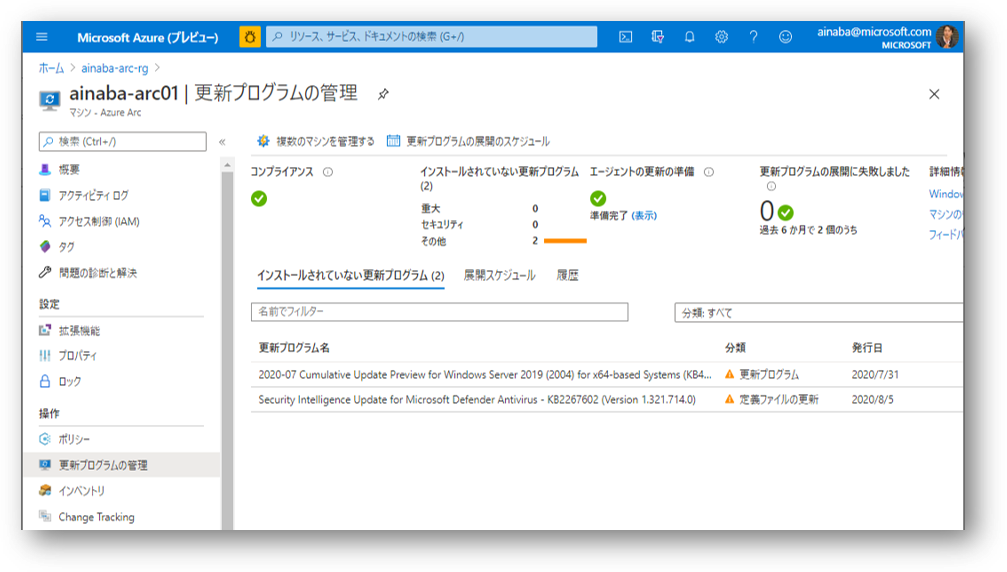 Microsoft Azure (プレビュー)
リソース、サービス、ドキュメントの検索 (G+/)
ainaba@microsoft.com
MICROSOFT
ホーム > ainaba-arc-rg >
ainaba-arc01 | 更新プログラムの管理
マシン - Azure Arc
検索 (Ctrl+/)
概要
アクティビティ ログ
アクセス制御 (IAM)
タグ
問題の診断と解決
設定
拡張機能
プロパティ
ロック
操作
ポリシー
更新プログラムの管理
インベントリ
Change Tracking
複数のマシンを管理する
更新プログラムの展開のスケジュール
コンプライアンス
インストールされていない更新プログラム
(2)
重大 0
セキュリティ 0
その他 2
エージェントの更新の準備
準備完了 (表示)
更新プログラムの展開に失敗しました
0
過去 6 か月で 2 個のうち
詳細情
Window
マシンの
フィードバ
インストールされていない更新プログラム (2) 展開スケジュール 履歴
名前でフィルター
分類: すべて
更新プログラム名 分類 発行日
2020-07 Cumulative Update Preview for Windows Server 2019 (2004) for x64-based Systems (KB4... 更新プログラム 2020/7/31
Security Intelligence Update for Microsoft Defender Antivirus - KB2267602 (Version 1.321.714.0) 定義ファイルの更新 2020/8/5